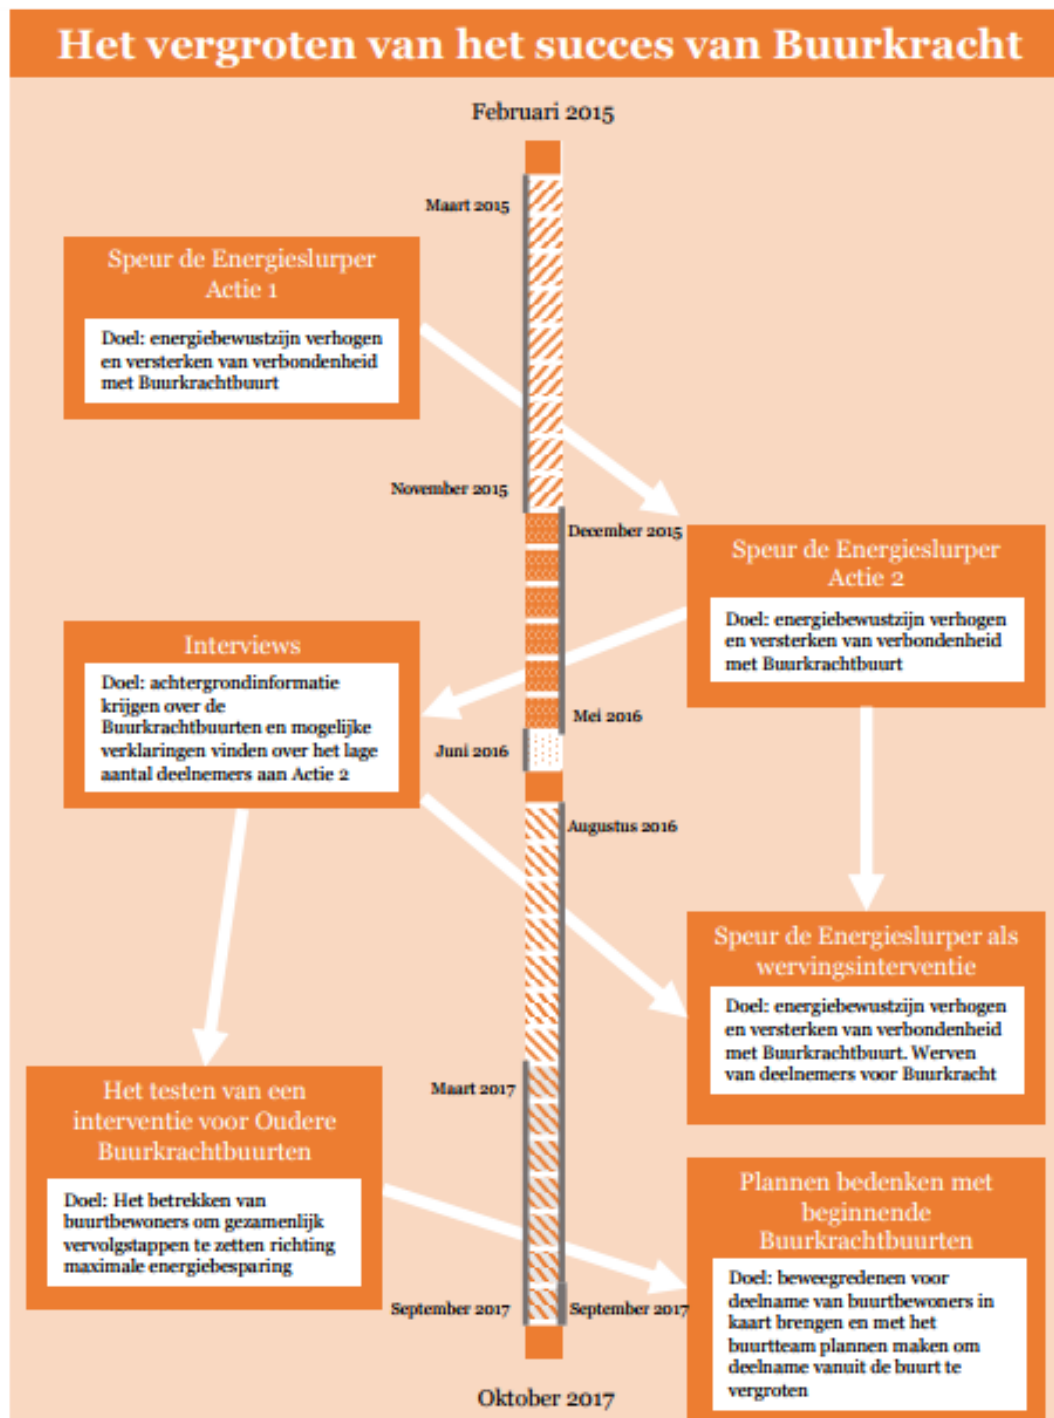 Het vergroten van het succes van Buurkracht
Februari 2015
Maart 2015
Speur de Energieslurper
Actie 1
Doel: energiebewustzijn verhogen
en versterken van verbondenheid
met Buurkrachtbuurt
November 2015
December 2015
Speur de Energieslurper
Actie 2
Doel: energiebewustzijn verhogen
en versterken van verbondenheid
met Buurkrachtbuurt
Interviews
Doel: achtergrondinformatie
krijgen over de
Buurkrachtbuurten en mogelijke
verklaringen vinden over het lage
aantal deelnemers aan Actie 2
Mei 2016
Juni 2016
Augustus 2016
Speur de Energieslurper als
wervingsinterventie
Doel: energiebewustzijn verhogen
en versterken van verbondenheid
met Buurkrachtbuurt. Werven
van deelnemers voor Buurkracht
Maart 2017
Het testen van een
interventie voor Oudere
Buurkrachtbuurten
Doel: Het betrekken van
buurtbewoners om gezamenlijk
vervolgstappen te zetten richting
maximale energiebesparing
Plannen bedenken met
beginnende
Buurkrachtbuurten
Doel: beweegredenen voor
deelname van buurtbewoners in
kaart brengen en met het
buurtteam plannen maken om
deelname vanuit de buurt te
vergroten
September 2017
September 2017
Oktober 2017